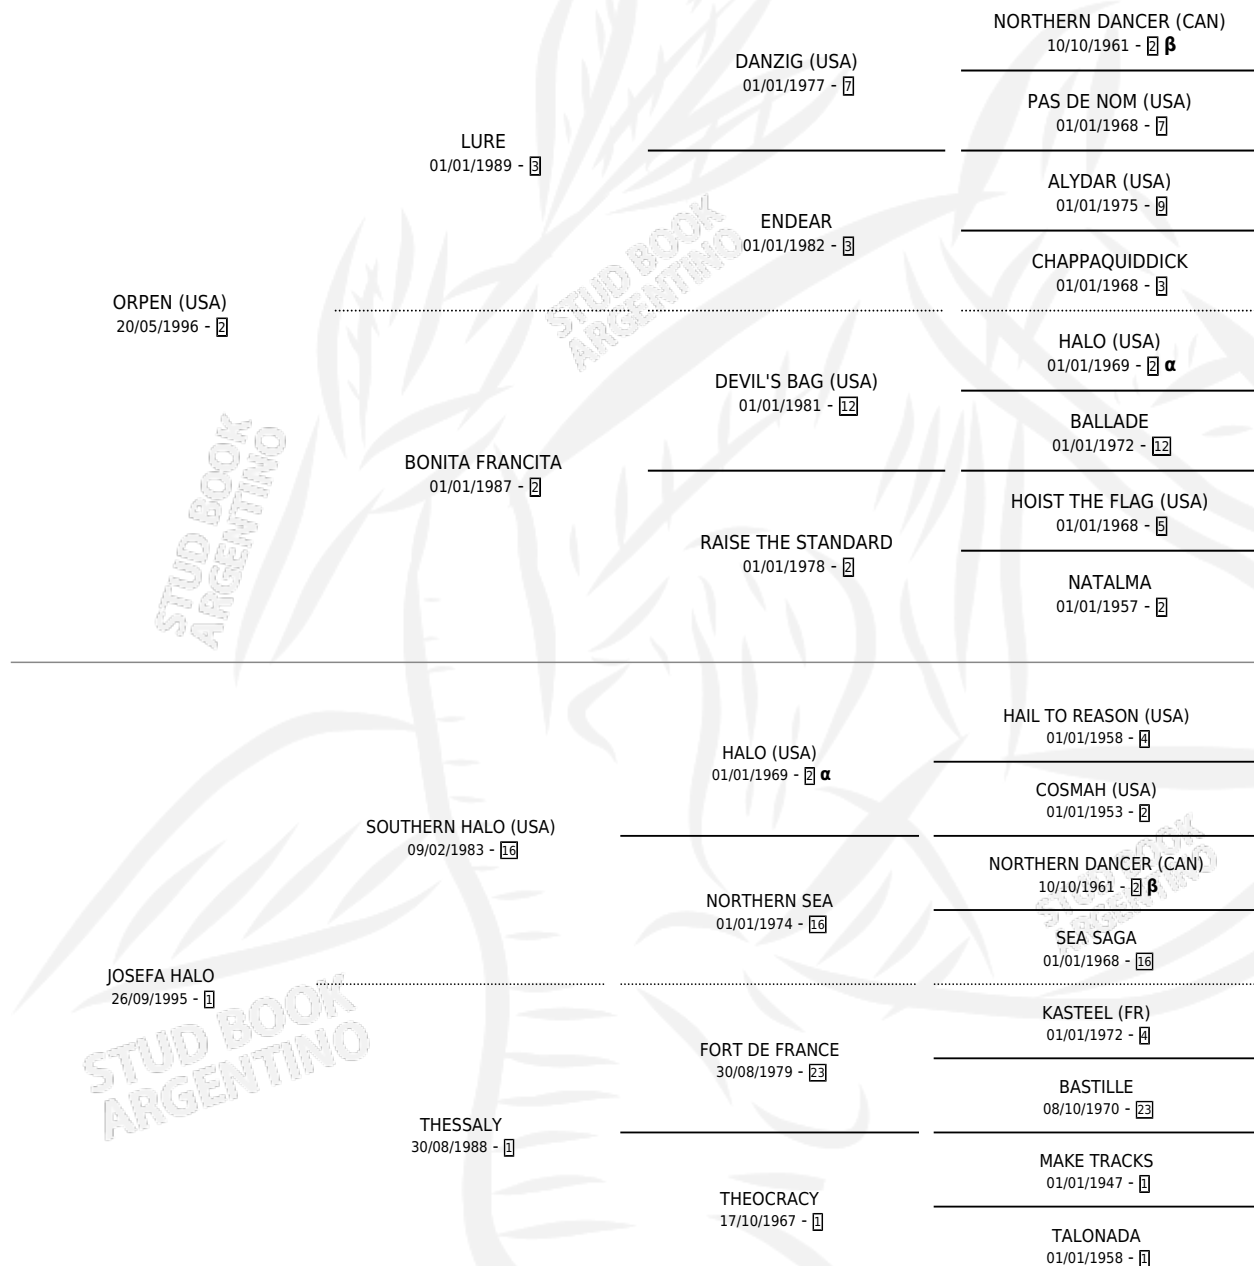 NORTHERN DANCER (CAN)
10/10/1961 - 2 β
DANZIG (USA)
01/01/1977 - 7
PAS DE NOM (USA)
01/01/1968 - 7
LURE
01/01/1989 - 3
ALYDAR (USA)
01/01/1975 - 9
ENDEAR
01/01/1982 - 3
CHAPPAQUIDDICK
01/01/1968 - 3
ORPEN (USA)
20/05/1996 - 2
HALO (USA)
01/01/1969 - 2 α
DEVIL'S BAG (USA)
01/01/1981 - 12
BALLADE
01/01/1972 - 12
BONITA FRANCITA
01/01/1987 - 2
HOIST THE FLAG (USA)
01/01/1968 - 5
RAISE THE STANDARD
01/01/1978 - 2
NATALMA
01/01/1957 - 2
HAIL TO REASON (USA)
01/01/1958 - 4
HALO (USA)
01/01/1969 - 2 α
COSMAH (USA)
01/01/1953 - 2
SOUTHERN HALO (USA)
09/02/1983 - 16
NORTHERN DANCER (CAN)
10/10/1961 - 2 β
NORTHERN SEA
01/01/1974 - 16
SEA SAGA
01/01/1968 - 16
JOSEFA HALO
26/09/1995 - 1
KASTEEL (FR)
01/01/1972 - 4
FORT DE FRANCE
30/08/1979 - 23
BASTILLE
08/10/1970 - 23
THESSALY
30/08/1988 - 1
MAKE TRACKS
01/01/1947 - 1
THEOCRACY
17/10/1967 - 1
TALONADA
01/01/1958 - 1
STUD BOOK
ARGENTINO
STUD BOOK
ARGENTINO
STUD BOOK
ARGENTINO
STUD BOOK
ARGENTINO